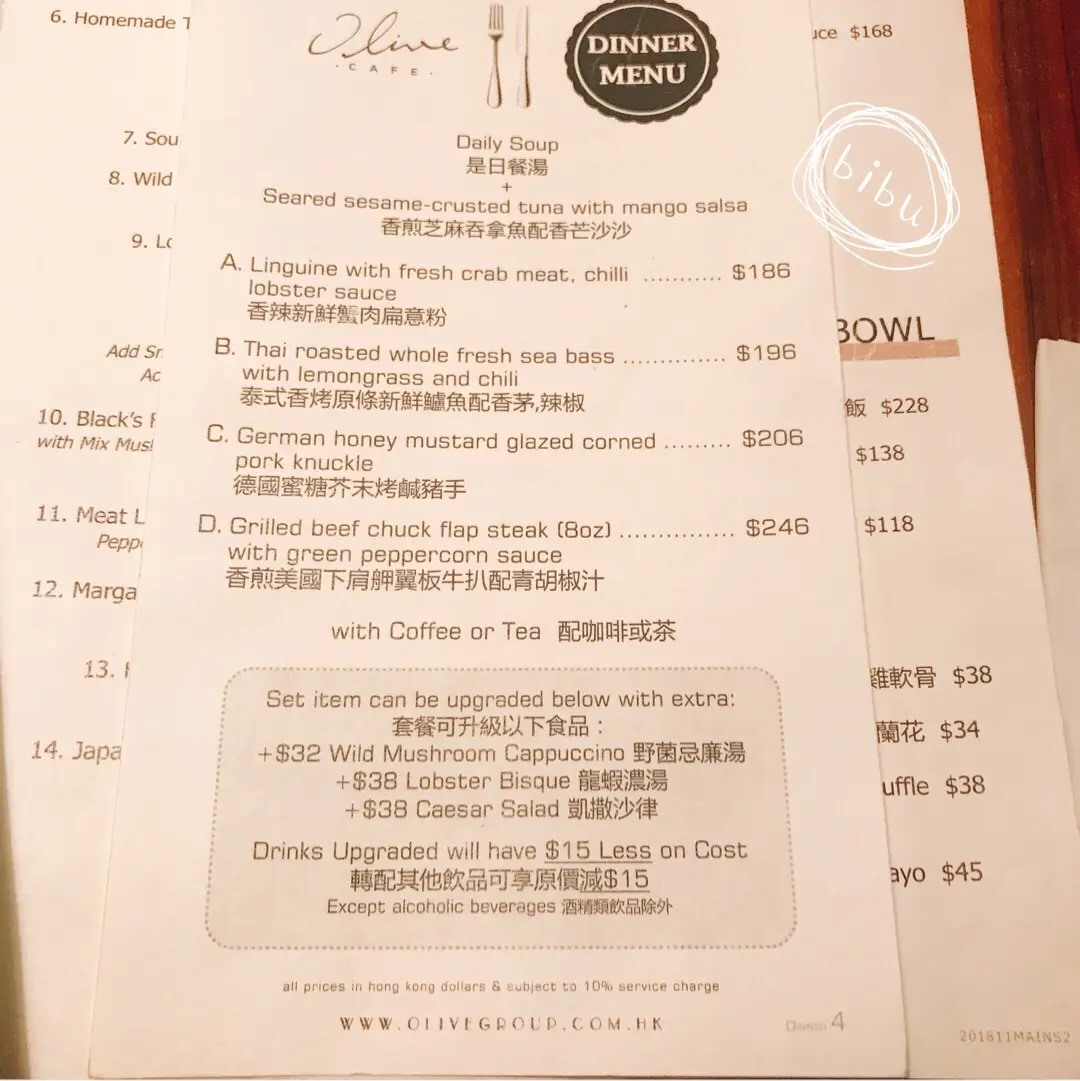 6. Homemade
7. Sou
8. Wild
9. Lo
Add Sr
Ac
10. Black's
with Mix Mus
11. Meat L
Pepp
12. Marga
13.
14. Japa
Olive
·CAFE·
DINNER
MENU
Daily Soup
是日餐湯
+
Seared sesame-crusted tuna with mango salsa
香煎芝麻吞拿魚配香芒沙沙
A. Linguine with fresh crab meat, chilli ........... $186
lobster sauce
香辣新鮮蟹肉扁意粉
B. Thai roasted whole fresh sea bass ............. $196
with lemongrass and chili
泰式香烤原條新鮮鱸魚配香茅,辣椒
C. German honey mustard glazed corned ......... $206
pork knuckle
德國蜜糖芥末烤鹹豬手
D. Grilled beef chuck flap steak (8oz) ............... $246
with green peppercorn sauce
香煎美國下肩胛翼板牛扒配青胡椒汁
with Coffee or Tea 配咖啡或茶
Set item can be upgraded below with extra:
套餐可升級以下食品：
+$32 Wild Mushroom Cappuccino 野菌忌廉湯
+$38 Lobster Bisque 龍蝦濃湯
+$38 Caesar Salad 凱撒沙律
Drinks Upgraded will have $15 Less on Cost
轉配其他飲品可享原價減$15
Except alcoholic beverages 酒精類飲品除外
all prices in hong kong dollars & subject to 10% service charge
WWW.OLIVEGROUP.COM.HK
Dinner 4
uce $168
bibu
BOWL
飯 $228
$138
$118
雞軟骨 $38
蘭花 $34
uffle $38
ayo $45
201811MAINS2